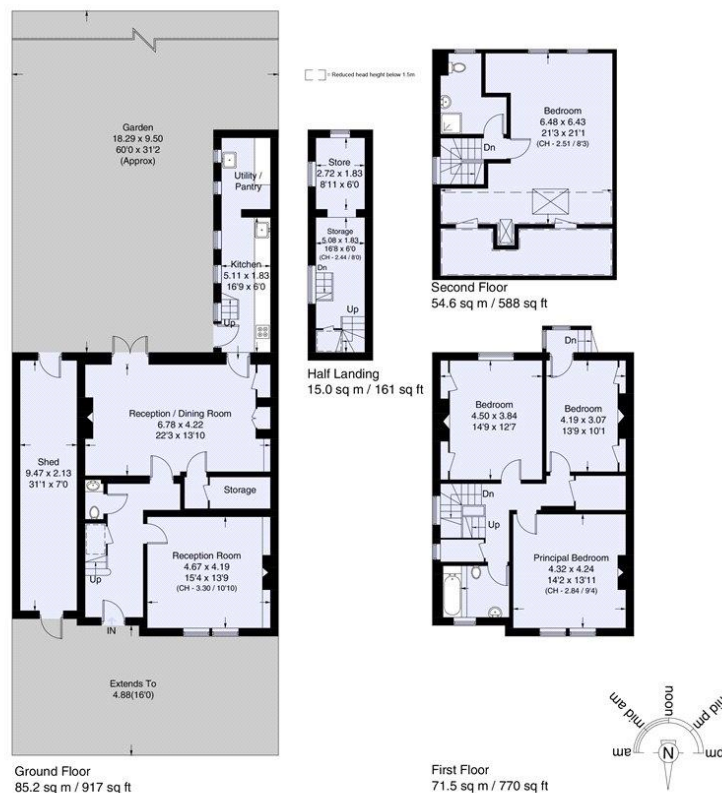 = Reduced head height below 1.5m
Garden
18.29 x 9.50
60'0 x 31'2
(Approx)
Utility /
Pantry
Kitchen
5.11 x 1.83
16'9 x 6'0
Up
Store
2.72 x 1.83
8'11 x 6'0
Storage
5.08 x 1.83
16'8 x 6'0
(CH - 2.44 / 8'0)
Dn
Up
Half Landing
15.0 sq m / 161 sq ft
Bedroom
6.48 x 6.43
21'3 x 21'1
(CH - 2.51 / 8'3)
Dn
Second Floor
54.6 sq m / 588 sq ft
Reception / Dining Room
6.78 x 4.22
22'3 x 13'10
Shed
9.47 x 2.13
31'1 x 7'0
Storage
Reception Room
4.67 x 4.19
15'4 x 13'9
(CH - 3.30 / 10'10)
Up
IN
Extends To
4.88(16'0)
Ground Floor
85.2 sq m / 917 sq ft
Dn
Bedroom
4.50 x 3.84
14'9 x 12'7
Bedroom
4.19 x 3.07
13'9 x 10'1
Dn
Up
Principal Bedroom
4.32 x 4.24
14'2 x 13'11
(CH - 2.84 / 9'4)
First Floor
71.5 sq m / 770 sq ft
am
mid am
noon
mid pm
pm
N